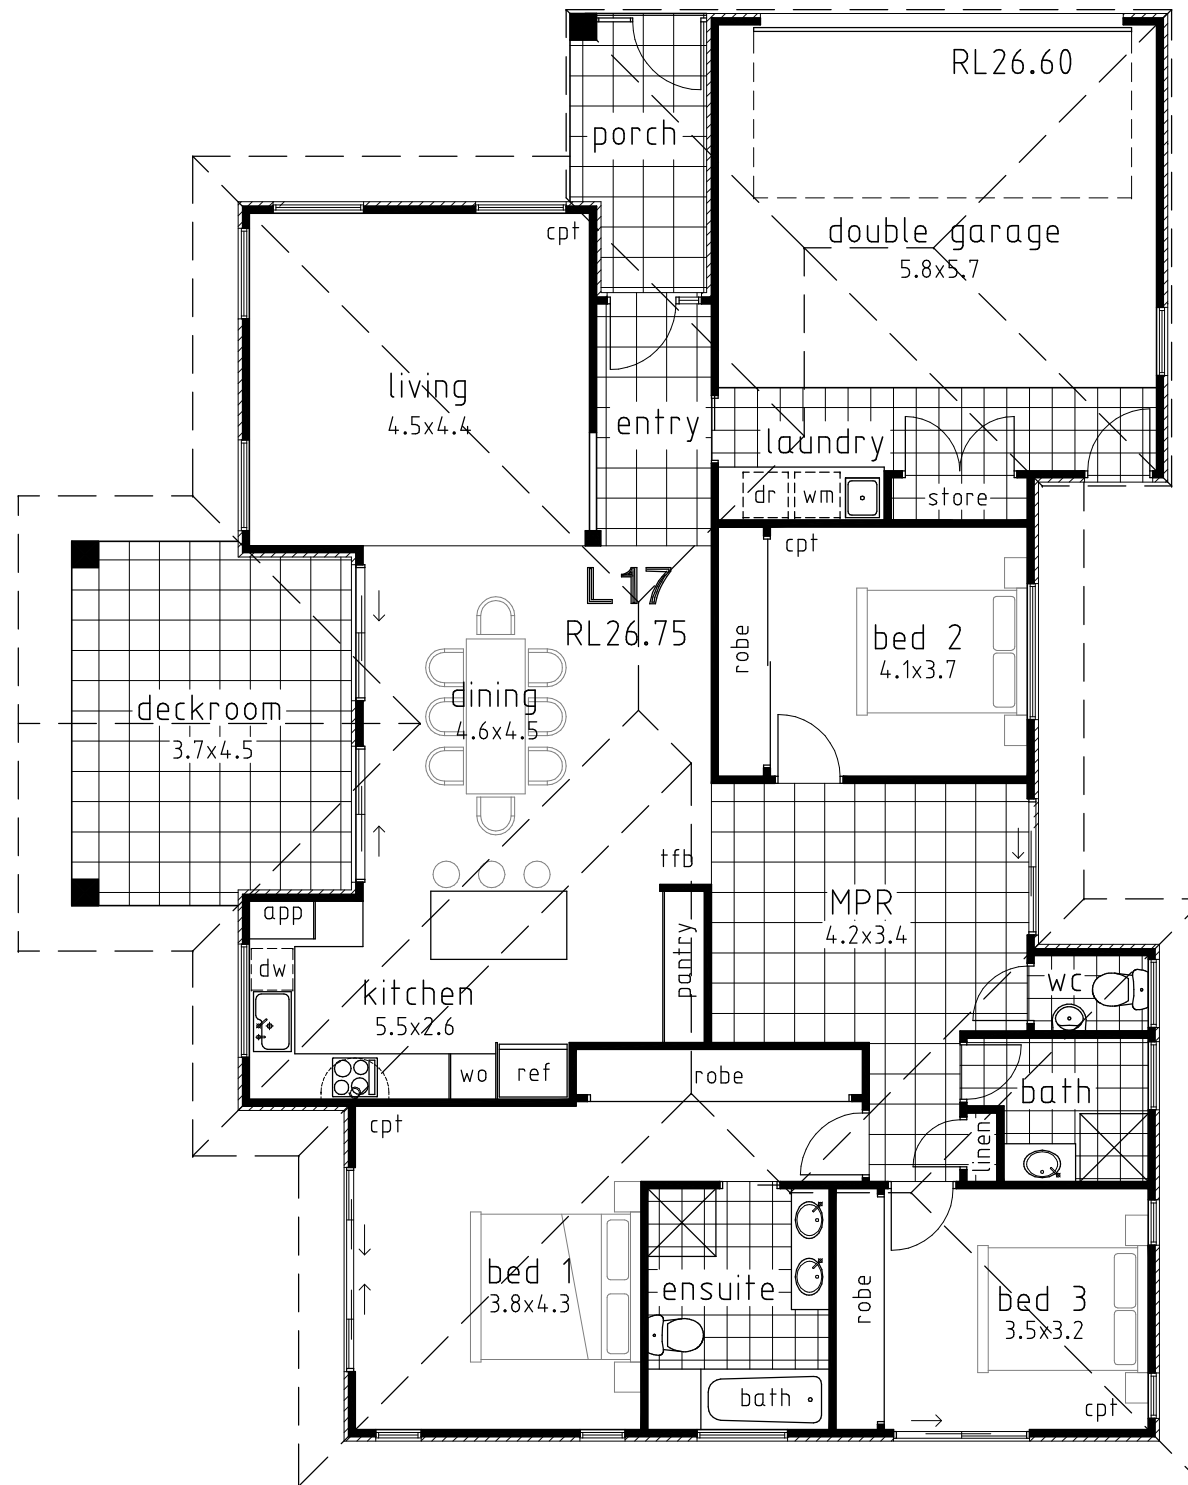 RL26.60
porch
double garage
5.8x5.7
cpt
living
4.5x4.4
entry
laundry
dr
wm
store
cpt
L17
RL26.75
robe
bed 2
4.1x3.7
dining
4.6x4.5
deckroom
3.7x4.5
tfb
MPR
4.2x3.4
app
pantry
dw
kitchen
5.5x2.6
wc
wo
ref
robe
bath
cpt
linen
bed 1
3.8x4.3
ensuite
robe
bed 3
3.5x3.2
bath
cpt